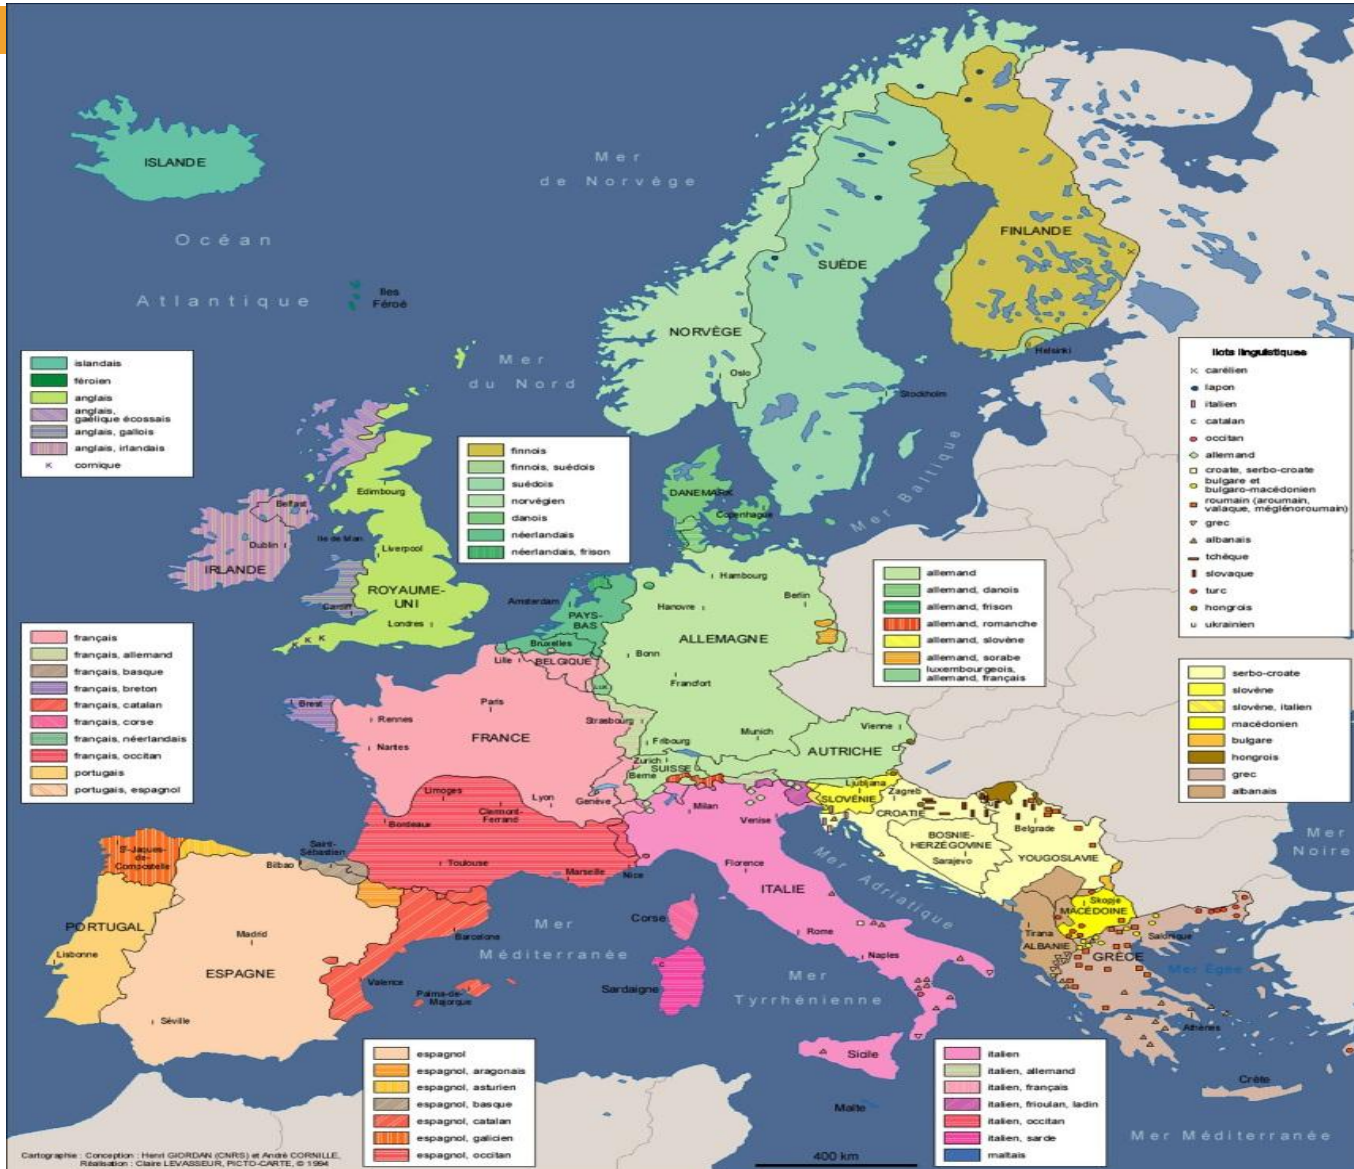 ISLANDE
Mer
de Norvège
Océan
Atlantique
Iles
Féroé
FINLANDE
SUÈDE
NORVÈGE
Oslo
Helsinki
Stockholm
Mer
du Nord
Mer Baltique
islandais
féroien
anglais
anglais,
gaélique écossais
anglais, gallois
anglais, irlandais
K cornique
finnois
finnois, suédois
suédois
norvégien
danois
néerlandais
néerlandais, frison
Ilots linguistiques
carélien
lapon
italien
c catalan
occitan
allemand
croate, serbo-croate
bulgare et
bulgaro-macédonien
roumain (aroumain,
valaque, méglénoroumain)
grec
albanais
tchèque
slovaque
turc
hongrois
u ukrainien
DANEMARK
Copenhague
Edimbourg
Belfast
Ile de Man
Dublin
Liverpool
IRLANDE
ROYAUME-
UNI
Cardiff
Londres
K K K
Hambourg
Amsterdam
Hanovre
Berlin
PAYS-
BAS
ALLEMAGNE
Bruxelles
Lille
BELGIQUE
Bonn
Francfort
LUX.
allemand
allemand, danois
allemand, frison
allemand, romanche
allemand, slovène
allemand, sorabe
luxembourgeois,
allemand, français
français
français, allemand
français, basque
français, breton
français, catalan
français, corse
français, néerlandais
français, occitan
portugais
portugais, espagnol
serbo-croate
slovène
slovène, italien
macédonien
bulgare
hongrois
grec
albanais
Brest
Paris
Rennes
Nantes
FRANCE
Strasbourg
Fribourg
Munich
Vienne
AUTRICHE
Zurich
SUISSE
Berne
Genève
Limoges
Lyon
Clermont-
Ferrand
Bordeaux
Toulouse
Marseille
Nice
Milan
Venise
Ljubljana
SLOVÉNIE
Zagreb
CROATIE
BOSNIE-
HERZÉGOVINE
Sarajevo
Belgrade
YOUGOSLAVIE
Mer
Noire
St-Jaques-
de-
Compostelle
Saint-
Sébastien
Bilbao
Florence
ITALIE
Mer Adriatique
Skopje
MACÉDOINE
Tirana
ALBANIE
Salonique
GRÈCE
Mer Egée
Athènes
Crète
PORTUGAL
Lisbonne
Madrid
ESPAGNE
Séville
Barcelone
Valence
Palma-de-
Majorque
Mer
Méditerranée
Corse
C
Sardaigne
Rome
Naples
Mer
Tyrrhénienne
Sicile
Malte
Mer Méditerranée
espagnol
espagnol, aragonais
espagnol, asturien
espagnol, basque
espagnol, catalan
espagnol, galicien
espagnol, occitan
italien
italien, allemand
italien, français
italien, frioulan, ladin
italien, occitan
italien, sarde
maltais
Cartographie : Conception : Henri GIORDAN (CNRS) et André CORNILLE,
Réalisation : Claire LEVASSEUR, PICTO-CARTE, © 1994
400 km